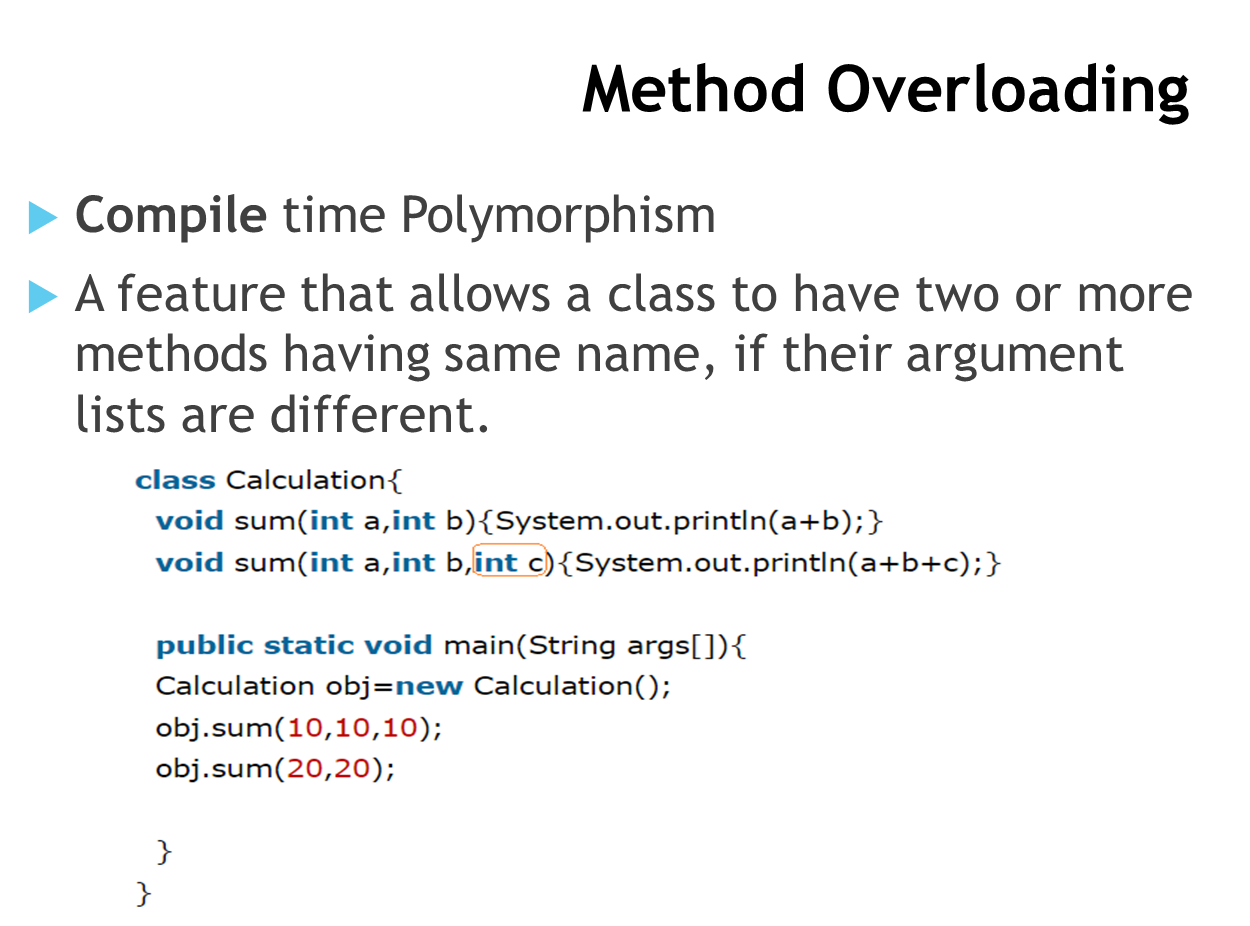 Method Overloading
Compile time Polymorphism
A feature that allows a class to have two or more
methods having same name, if their argument
lists are different.
class Calculation{
void sum(int a,int b){System.out.println(a+b);}
void sum(int a,int b,int c){System.out.println(a+b+c);}
public static void main(String args[]){
Calculation obj=new Calculation();
obj.sum(10,10,10);
obj.sum(20,20);
}
}